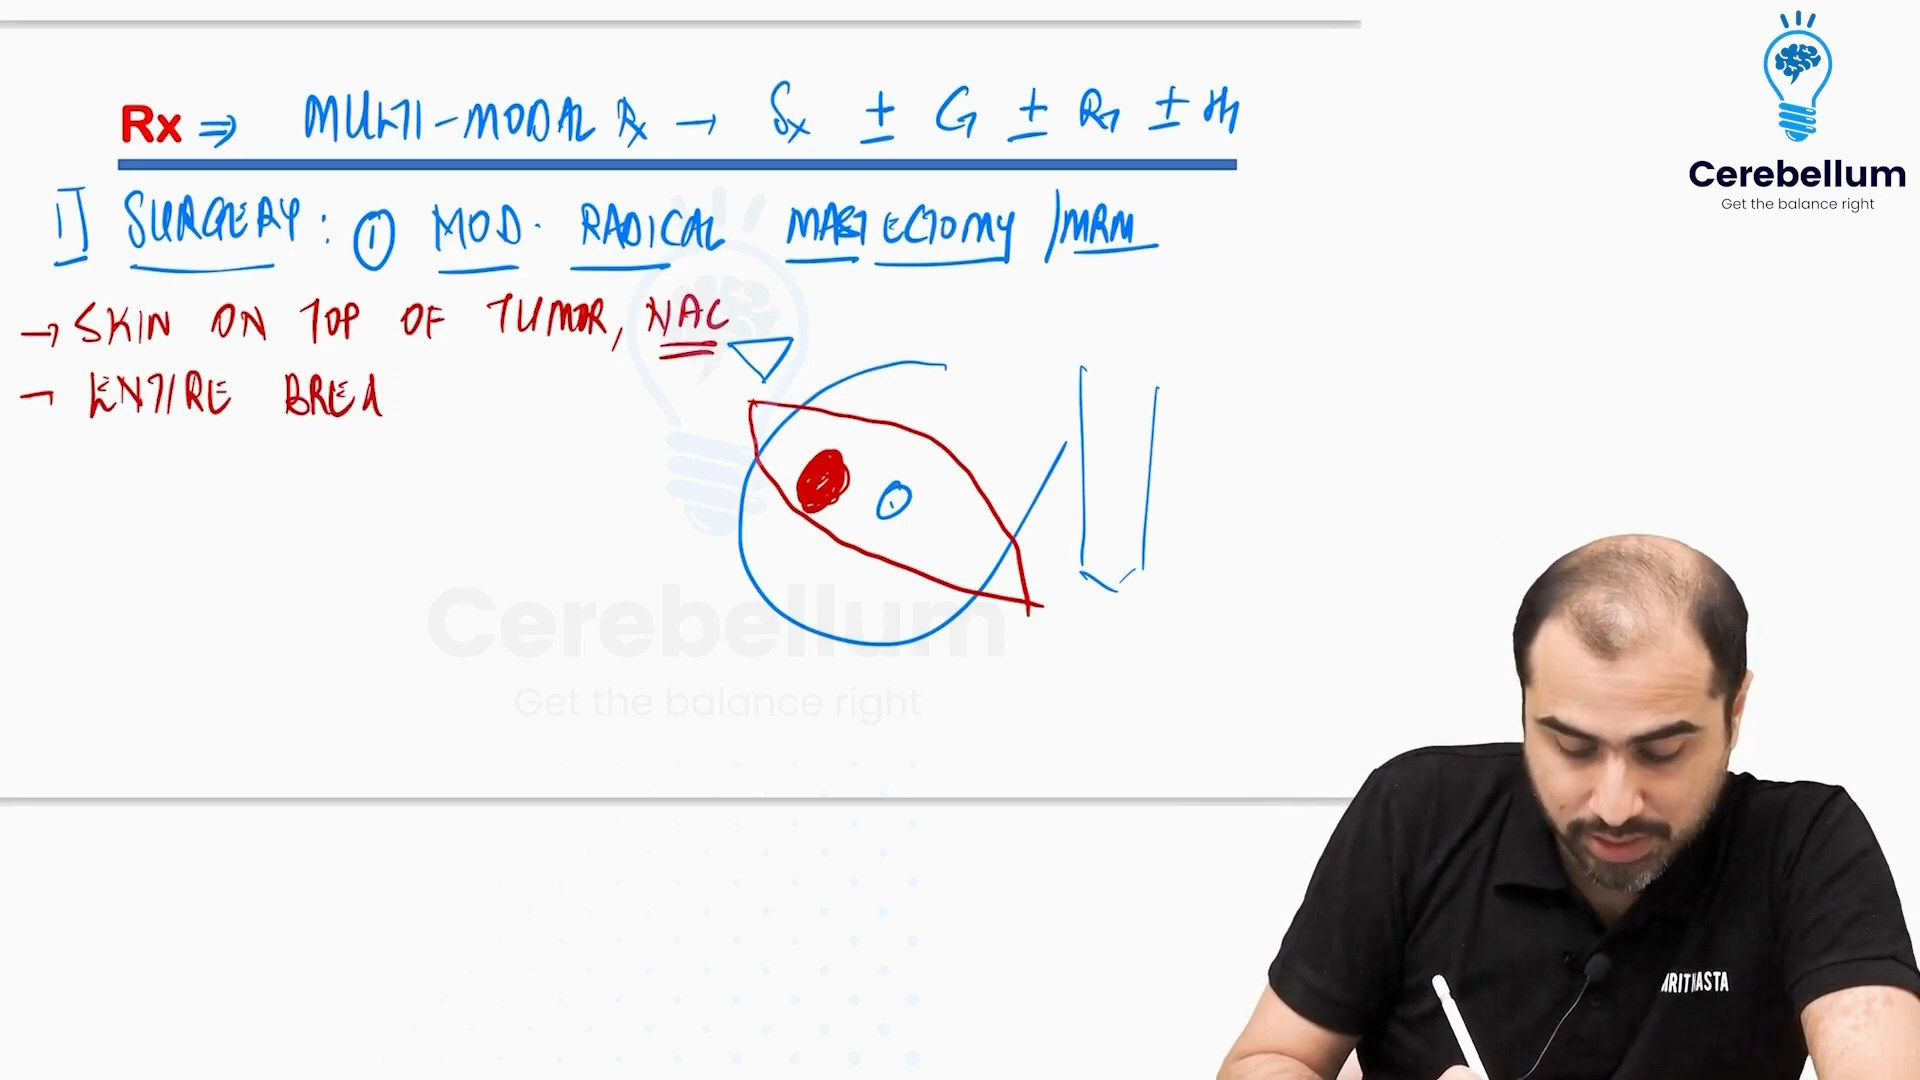 Rx ⇒ MULTI-MODAL Rx → Sx ± CT ± RT ± HT
I] SURGERY: ① MOD. RADICAL MASTECTOMY /MRM
→ SKIN ON TOP OF TUMOR, NAC
- ENTIRE BREA
Cerebellum
Get the balance right
Cerebellum
Get the balance right